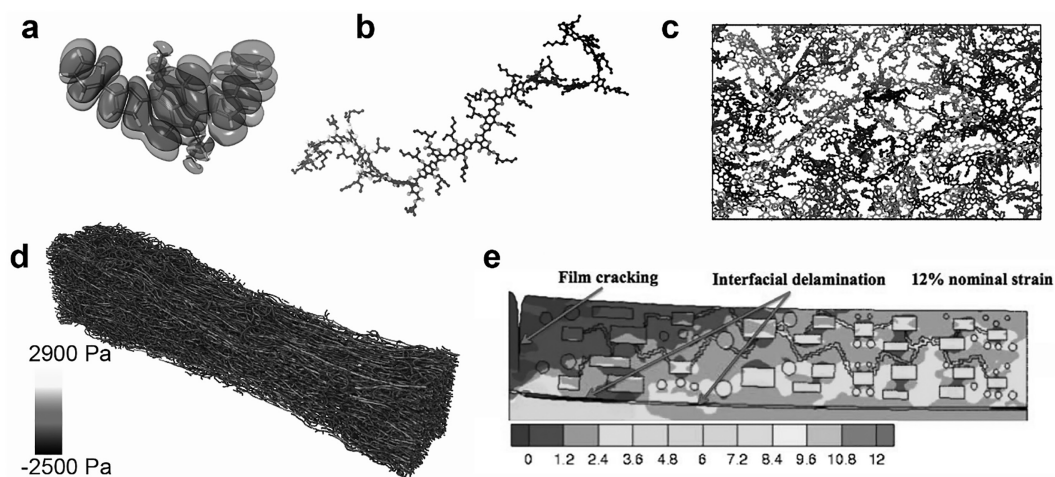 a
b
c
d
2900 Pa
-2500 Pa
e
Film cracking
Interfacial delamination
12% nominal strain
0 1.2 2.4 3.6 4.8 6 7.2 8.4 9.6 10.8 12